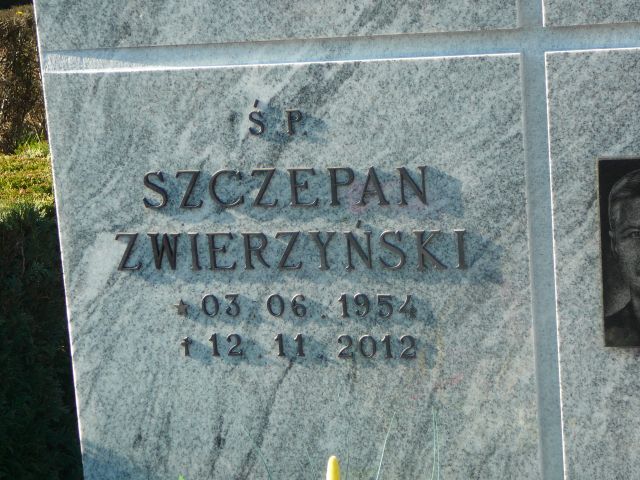 Ś P.
SZCZEPAN
ZWIERZYŃSKI
★ 03. 06. 1954
✝ 12. 11. 2012